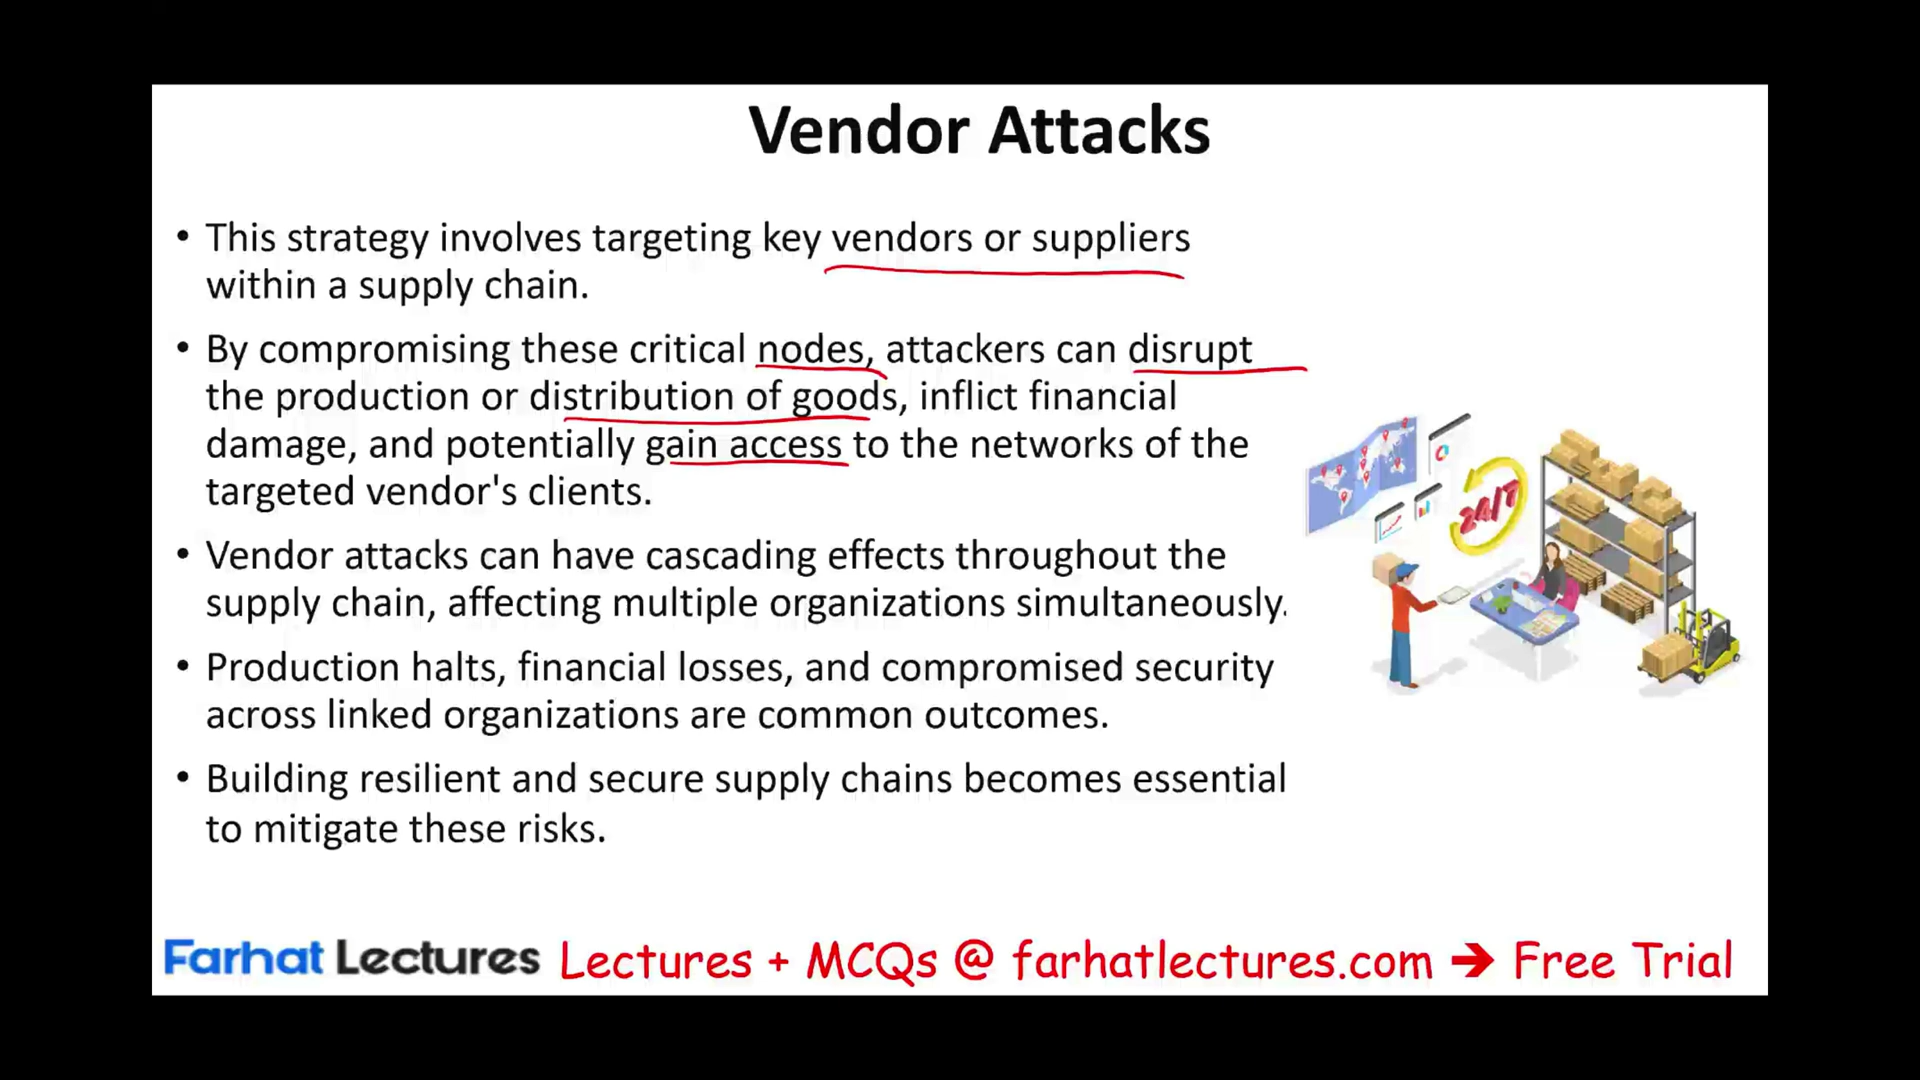 Vendor Attacks
• This strategy involves targeting key vendors or suppliers
within a supply chain.
• By compromising these critical nodes, attackers can disrupt
the production or distribution of goods, inflict financial
damage, and potentially gain access to the networks of the
targeted vendor's clients.
• Vendor attacks can have cascading effects throughout the
supply chain, affecting multiple organizations simultaneously.
• Production halts, financial losses, and compromised security
across linked organizations are common outcomes.
• Building resilient and secure supply chains becomes essential
to mitigate these risks.
24/7
Farhat Lectures Lectures + MCQs @ farhatlectures.com ➔ Free Trial